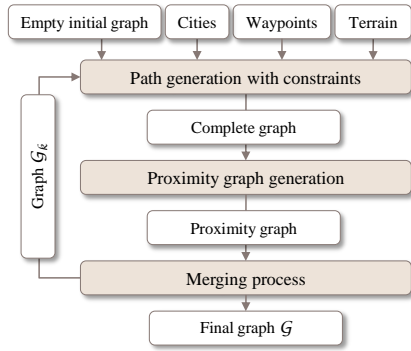 Empty initial graph
Cities
Waypoints
Terrain
Path generation with constraints
Complete graph
Proximity graph generation
Graph 𝒢ₖ̃
Proximity graph
Merging process
Final graph 𝒢